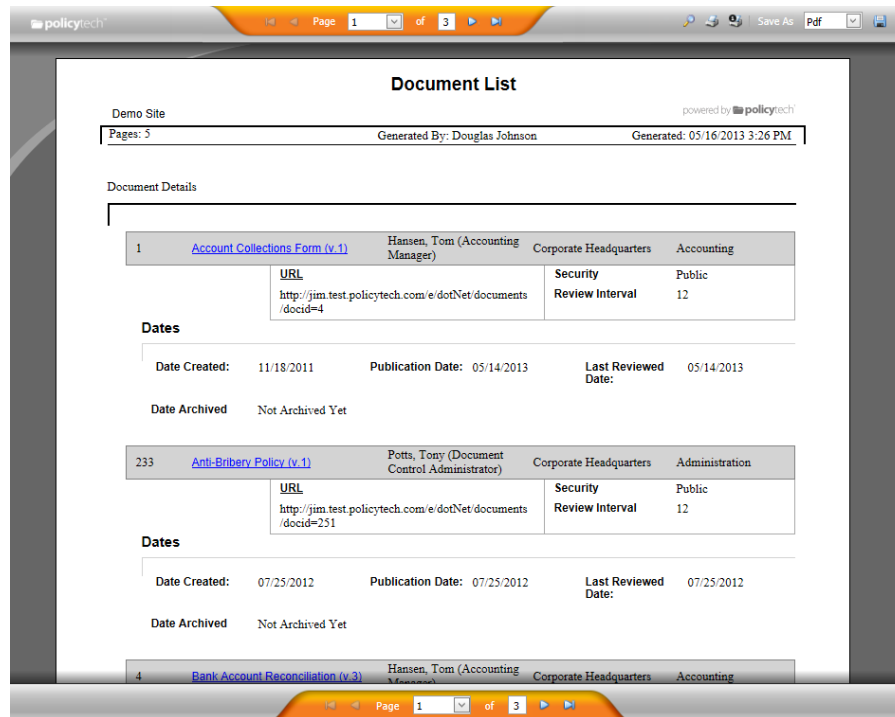 policytech
Page 1 of 3
Save As Pdf
Document List
Demo Site
powered by policytech
Pages: 5 Generated By: Douglas Johnson Generated: 05/16/2013 3:26 PM
Document Details
1 Account Collections Form (v.1) Hansen, Tom (Accounting Manager) Corporate Headquarters Accounting
URL Security Public
http://jim.test.policytech.com/e/dotNet/documents Review Interval 12
/docid=4
Dates
Date Created: 11/18/2011 Publication Date: 05/14/2013 Last Reviewed Date: 05/14/2013
Date Archived Not Archived Yet
233 Anti-Bribery Policy (v.1) Potts, Tony (Document Control Administrator) Corporate Headquarters Administration
URL Security Public
http://jim.test.policytech.com/e/dotNet/documents Review Interval 12
/docid=251
Dates
Date Created: 07/25/2012 Publication Date: 07/25/2012 Last Reviewed Date: 07/25/2012
Date Archived Not Archived Yet
4 Bank Account Reconciliation (v.3) Hansen, Tom (Accounting Manager) Corporate Headquarters Accounting
Page 1 of 3